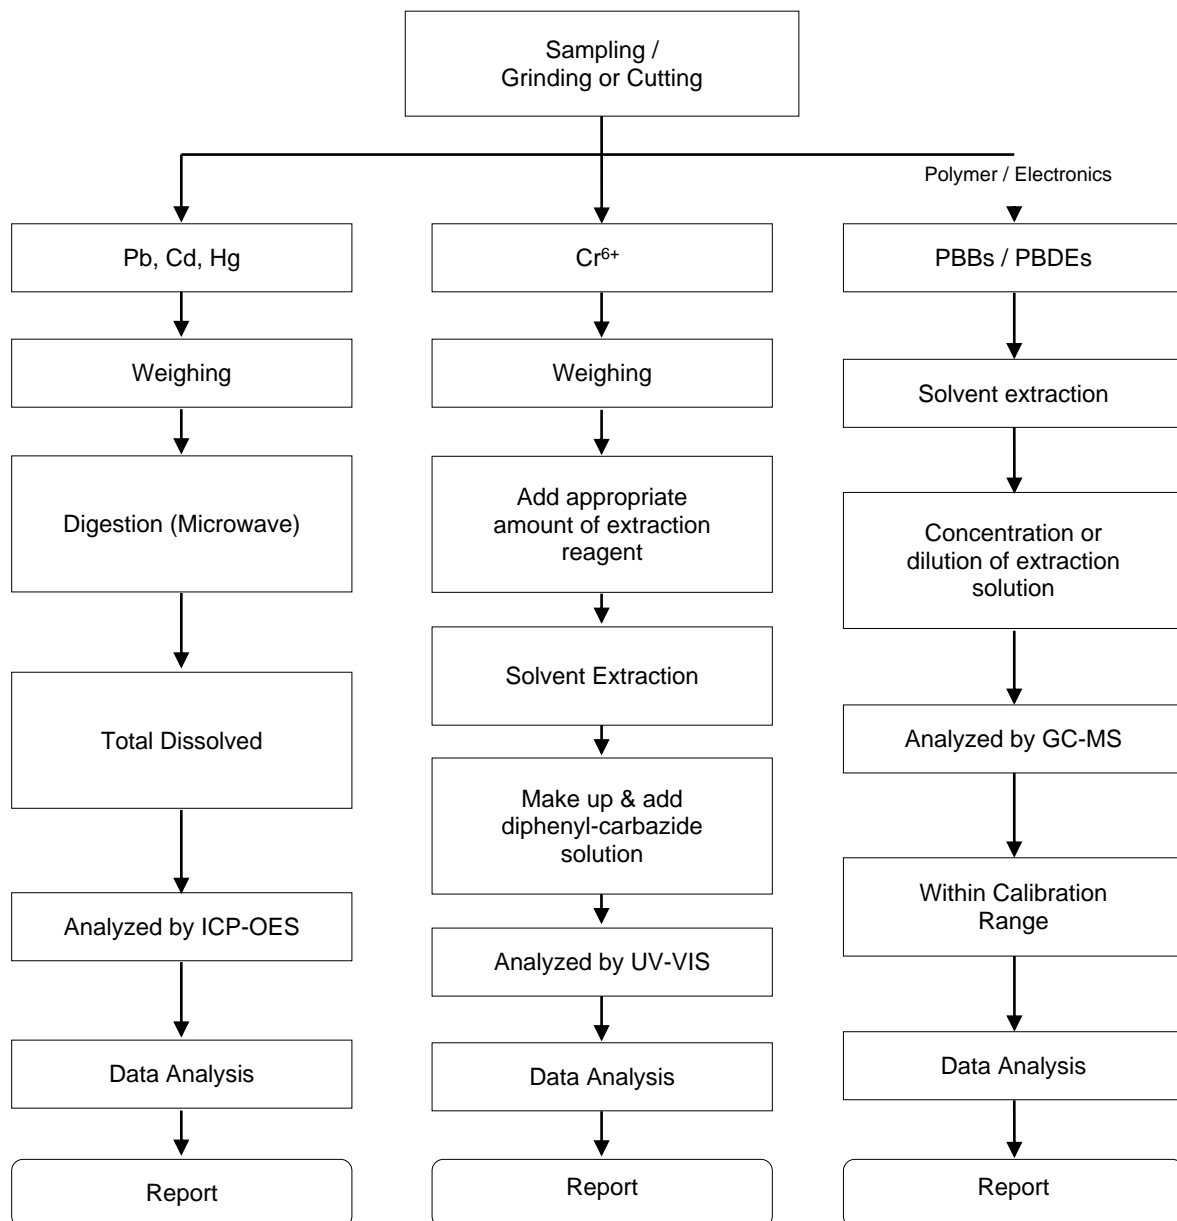 Sampling /
Grinding or Cutting
Polymer / Electronics
Pb, Cd, Hg
Weighing
Digestion (Microwave)
Total Dissolved
Analyzed by ICP-OES
Data Analysis
Report
Cr⁶⁺
Weighing
Add appropriate
amount of extraction
reagent
Solvent Extraction
Make up & add
diphenyl-carbazide
solution
Analyzed by UV-VIS
Data Analysis
Report
PBBs / PBDEs
Solvent extraction
Concentration or
dilution of extraction
solution
Analyzed by GC-MS
Within Calibration
Range
Data Analysis
Report